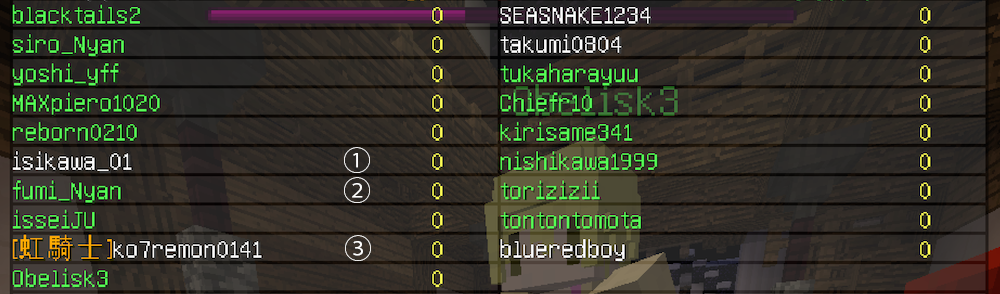 blacktails2 0 SEASNAKE1234 0
siro_Nyan 0 takumi0804 0
yoshi_yff 0 tukaharayuu 0
MAXpiero1020 0 Chiefr10 0
Obelisk3
reborn0210 0 kirisame341 0
isikawa_01 ① 0 nishikawa1999 0
fumi_Nyan ② 0 torizizii 0
isseiJU 0 tontontomota 0
[虹騎士]ko7remon0141 ③ 0 blueredboy 0
Obelisk3 0